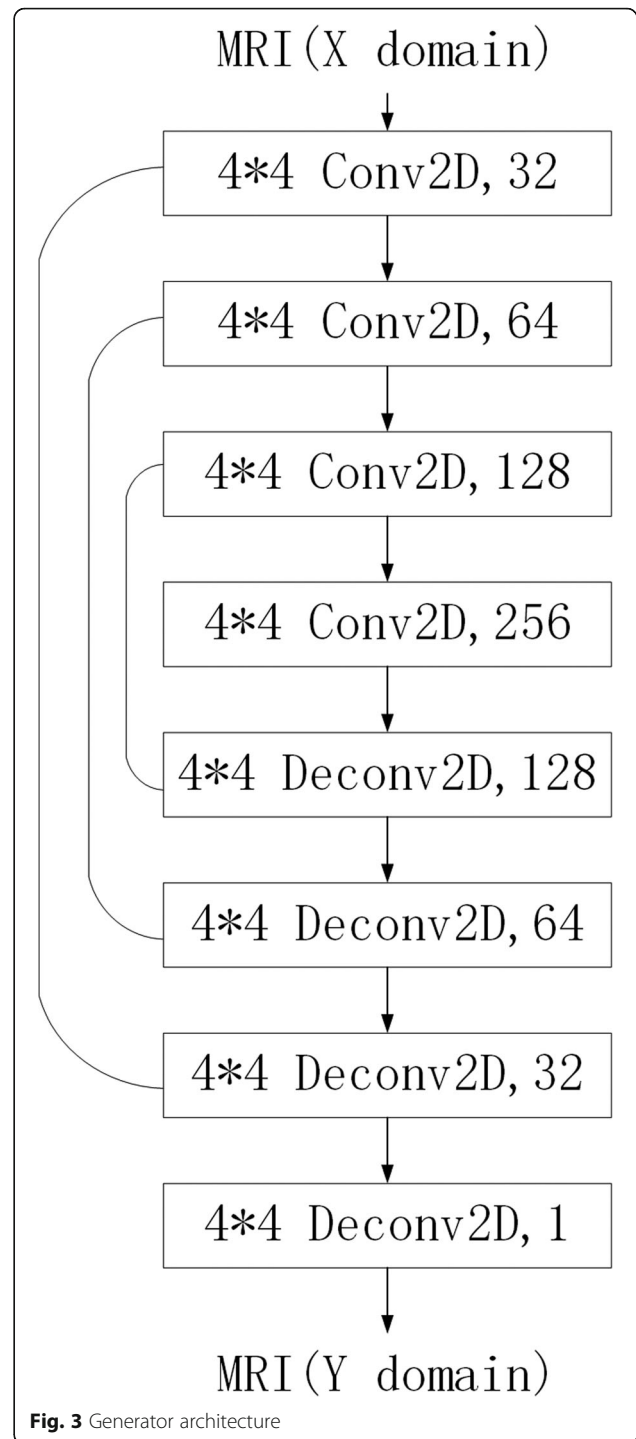 MRI(X domain)
4*4 Conv2D, 32
4*4 Conv2D, 64
4*4 Conv2D, 128
4*4 Conv2D, 256
4*4 Deconv2D, 128
4*4 Deconv2D, 64
4*4 Deconv2D, 32
4*4 Deconv2D, 1
MRI(Y domain)
Fig. 3 Generator architecture